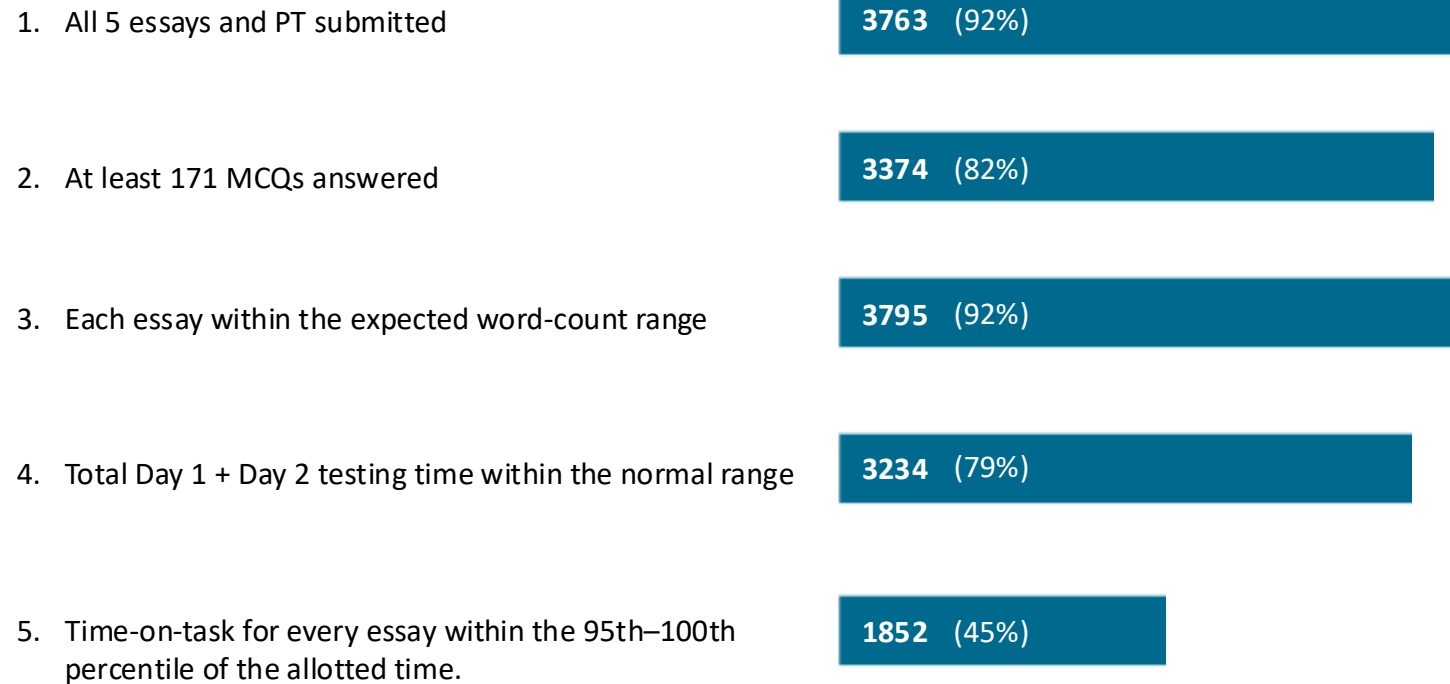 1. All 5 essays and PT submitted
3763 (92%)
2. At least 171 MCQs answered
3374 (82%)
3. Each essay within the expected word-count range
3795 (92%)
4. Total Day 1 + Day 2 testing time within the normal range
3234 (79%)
5. Time-on-task for every essay within the 95th–100th
percentile of the allotted time.
1852 (45%)